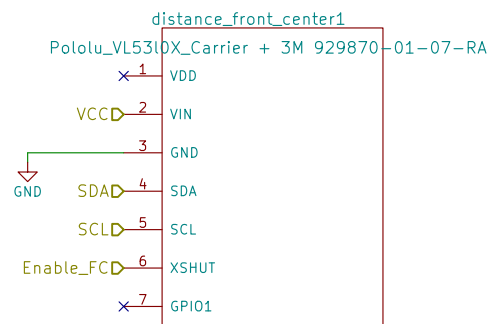 distance_front_center1
Pololu_VL53l0X_Carrier + 3M 929870-01-07-RA
1 VDD
VCC 2 VIN
3 GND
GND
SDA 4 SDA
SCL 5 SCL
Enable_FC 6 XSHUT
7 GPIO1